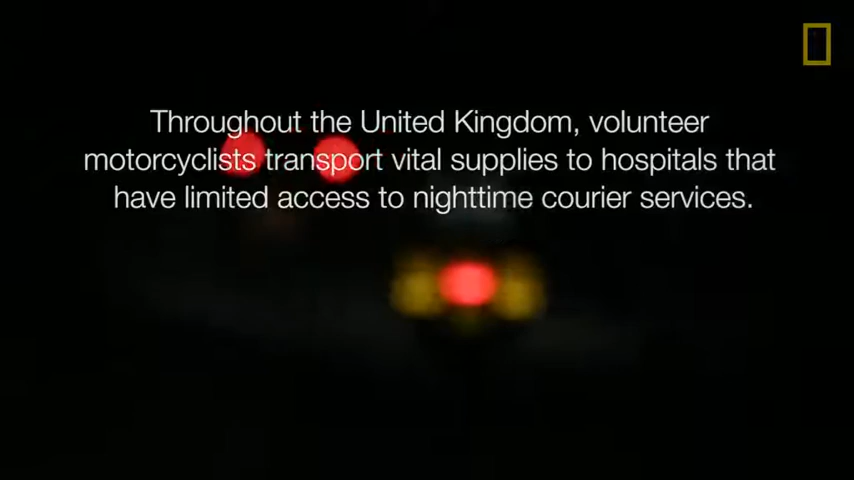 Throughout the United Kingdom, volunteer
motorcyclists transport vital supplies to hospitals that
have limited access to nighttime courier services.